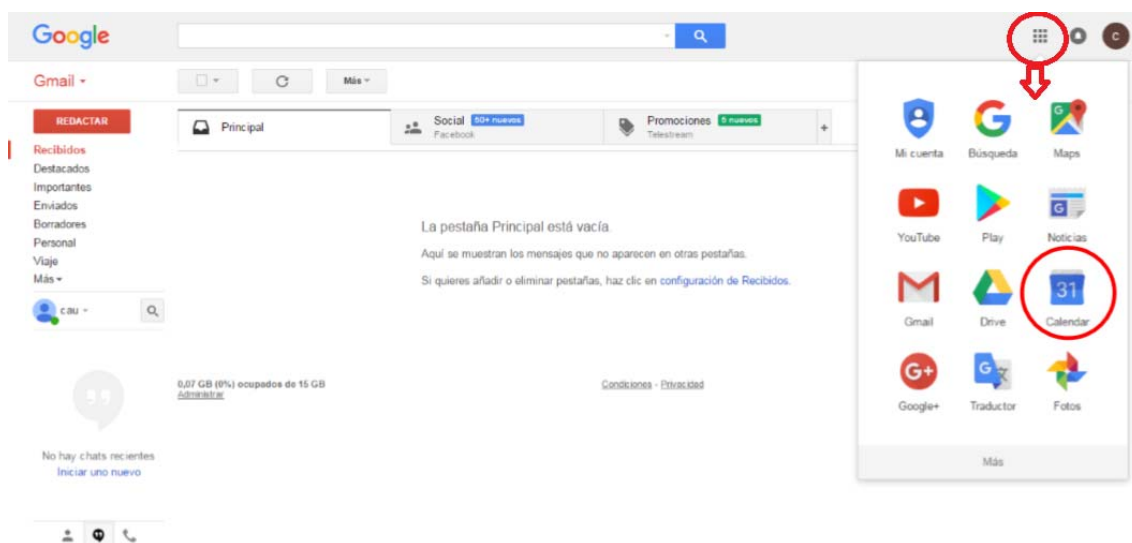 Google
C
Gmail
Más
REDACTAR
Principal
Social 50+ nuevos
Facebook
Promociones 5 nuevos
Telestream
+
Recibidos
Destacados
Importantes
Enviados
Borradores
Personal
Viaje
Más
La pestaña Principal está vacía.
Aquí se muestran los mensajes que no aparecen en otras pestañas.
Si quieres añadir o eliminar pestañas, haz clic en configuración de Recibidos.
cau
0,07 GB (0%) ocupados de 15 GB
Administrar
Condiciones - Privacidad
No hay chats recientes
Iniciar uno nuevo
Mi cuenta
Búsqueda
Maps
YouTube
Play
G
Noticias
Gmail
Drive
31
Calendar
G+
Google+
G
Traductor
Fotos
Más